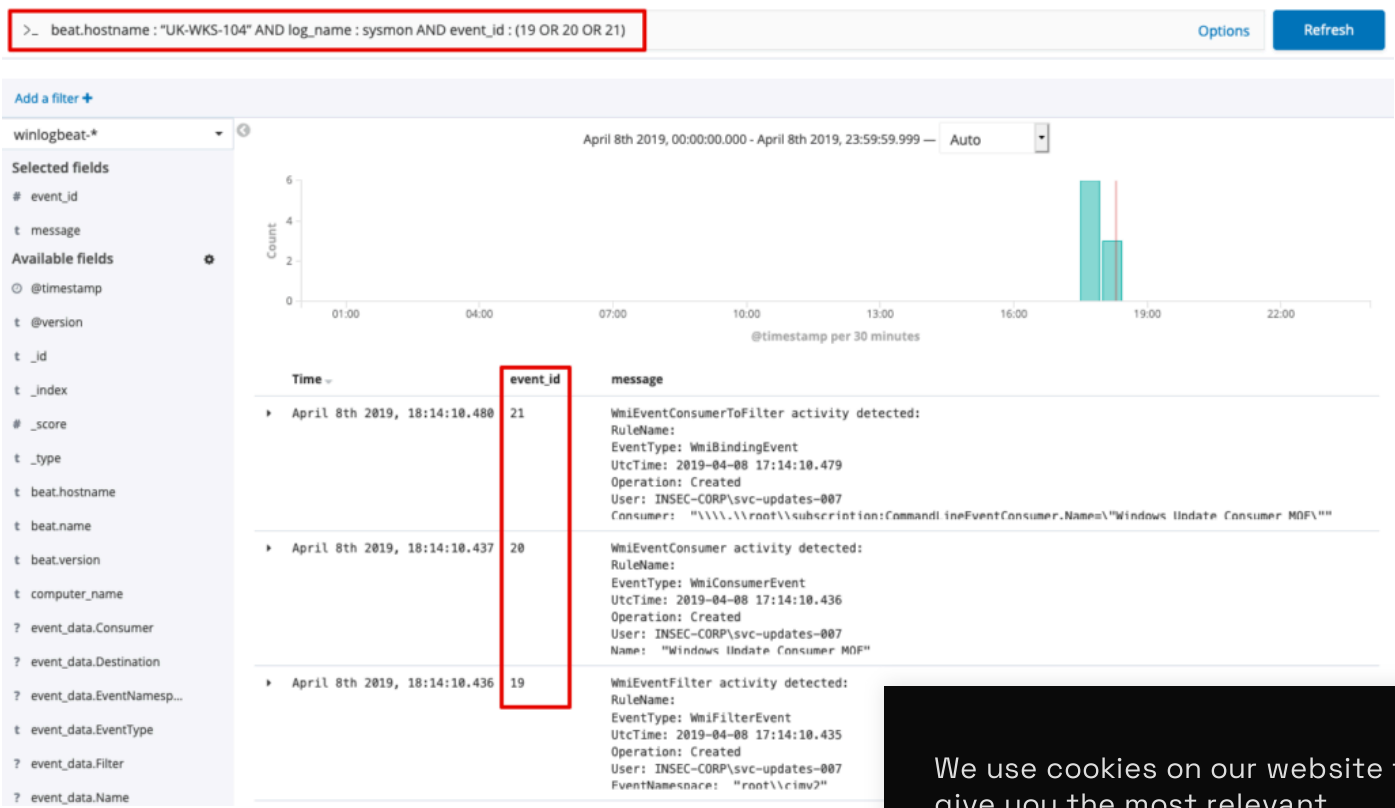 >_ beat.hostname : “UK-WKS-104” AND log_name : sysmon AND event_id : (19 OR 20 OR 21)
Options
Refresh
Add a filter +
winlogbeat-*
Selected fields
# event_id
t message
Available fields
@timestamp
t @version
t _id
t _index
# _score
t _type
t beat.hostname
t beat.name
t beat.version
t computer_name
? event_data.Consumer
? event_data.Destination
? event_data.EventNamesp...
t event_data.EventType
? event_data.Filter
? event_data.Name
April 8th 2019, 00:00:00.000 - April 8th 2019, 23:59:59.999 — Auto
6
4
2
0
Count
01:00 04:00 07:00 10:00 13:00 16:00 19:00 22:00
@timestamp per 30 minutes
Time event_id message
April 8th 2019, 18:14:10.480 21 WmiEventConsumerToFilter activity detected:
RuleName:
EventType: WmiBindingEvent
UtcTime: 2019-04-08 17:14:10.479
Operation: Created
User: INSEC-CORP\svc-updates-007
Consumer: "\\\\.\\root\\subscription:CommandLineEventConsumer.Name=\"Windows Update Consumer MOF\""
April 8th 2019, 18:14:10.437 20 WmiEventConsumer activity detected:
RuleName:
EventType: WmiConsumerEvent
UtcTime: 2019-04-08 17:14:10.436
Operation: Created
User: INSEC-CORP\svc-updates-007
Name: "Windows Update Consumer MOF"
April 8th 2019, 18:14:10.436 19 WmiEventFilter activity detected:
RuleName:
EventType: WmiFilterEvent
UtcTime: 2019-04-08 17:14:10.435
Operation: Created
User: INSEC-CORP\svc-updates-007
EventNamespace: "root\\cimv2"
We use cookies on our website
give you the most relevant